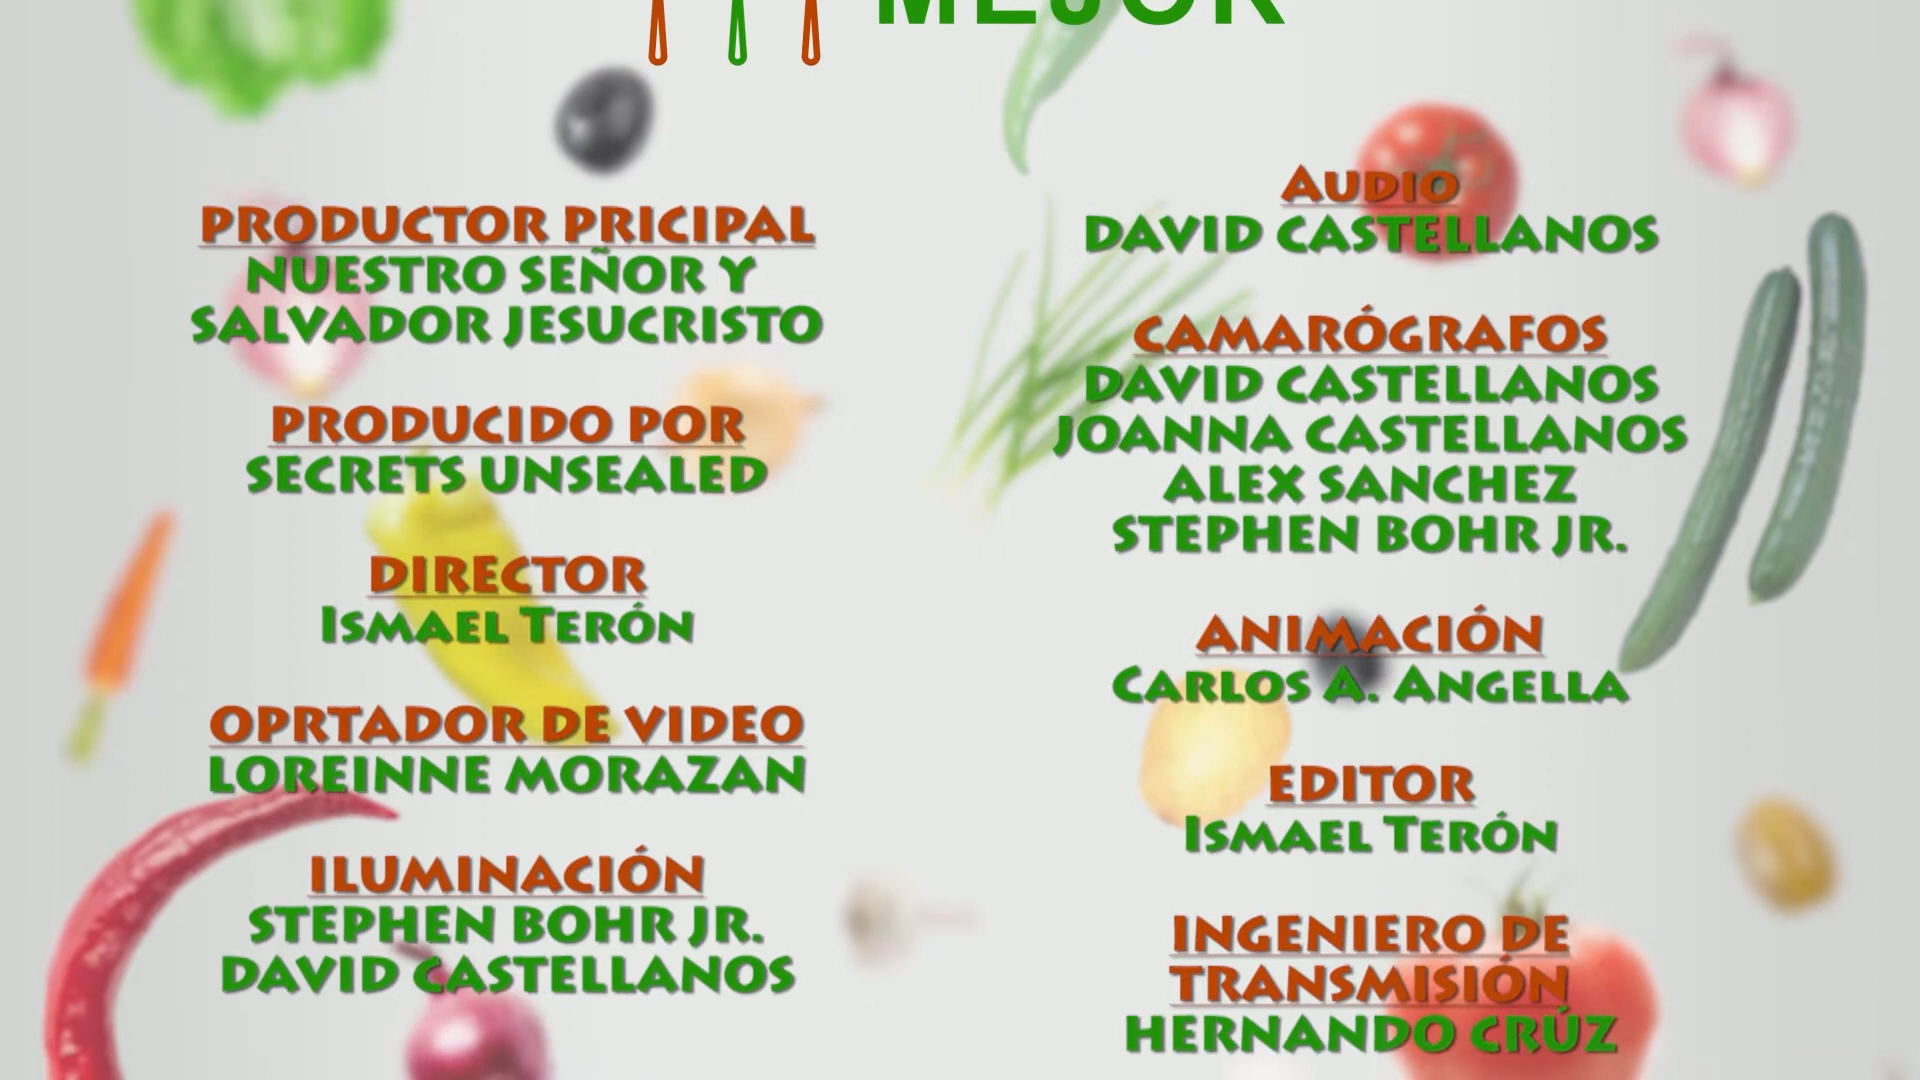 MEJOR
PRODUCTOR PRICIPAL
NUESTRO SEÑOR Y
SALVADOR JESUCRISTO
PRODUCIDO POR
SECRETS UNSEALED
DIRECTOR
ISMAEL TERÓN
OPRTADOR DE VIDEO
LOREINNE MORAZAN
ILUMINACIÓN
STEPHEN BOHR JR.
DAVID CASTELLANOS
AUDIO
DAVID CASTELLANOS
CAMARÓGRAFOS
DAVID CASTELLANOS
JOANNA CASTELLANOS
ALEX SANCHEZ
STEPHEN BOHR JR.
ANIMACIÓN
CARLOS A. ANGELLA
EDITOR
ISMAEL TERÓN
INGENIERO DE
TRANSMISIÓN
HERNANDO CRÚZ